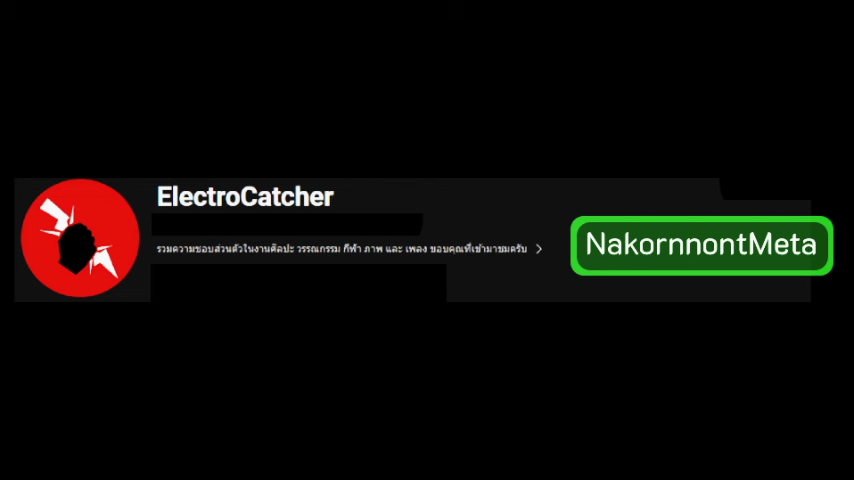 ElectroCatcher
รวมความชอบส่วนตัวในงานศิลปะ วรรณกรรม กีฬา ภาพ และ เพลง ขอบคุณที่เข้ามาชมครับ
NakornnontMeta